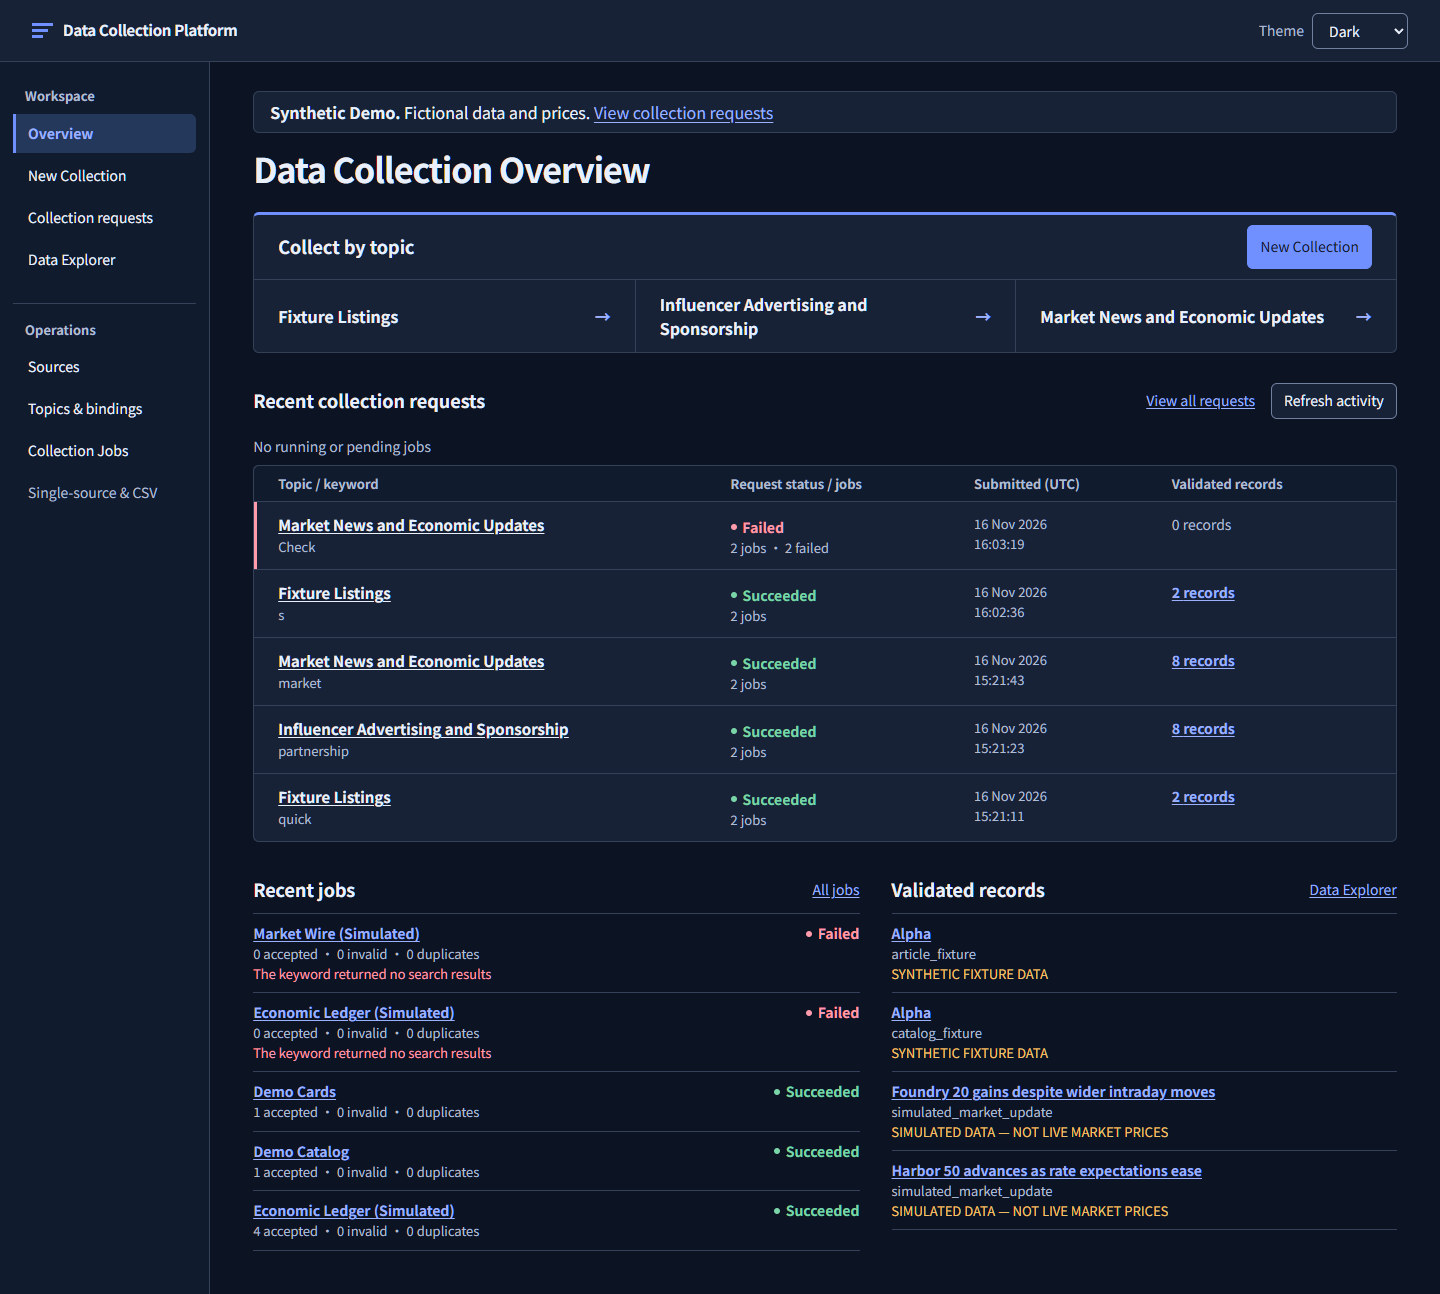 Data Collection Platform
Theme
Dark
Workspace
Overview
New Collection
Collection requests
Data Explorer
Operations
Sources
Topics & bindings
Collection Jobs
Single-source & CSV
Synthetic Demo. Fictional data and prices. View collection requests
Data Collection Overview
Collect by topic
New Collection
Fixture Listings →
Influencer Advertising and
Sponsorship →
Market News and Economic Updates →
Recent collection requests
View all requests
Refresh activity
No running or pending jobs
Topic / keyword
Request status / jobs
Submitted (UTC)
Validated records
Market News and Economic Updates
Check
• Failed
2 jobs • 2 failed
16 Nov 2026
16:03:19
0 records
Fixture Listings
s
• Succeeded
2 jobs
16 Nov 2026
16:02:36
2 records
Market News and Economic Updates
market
• Succeeded
2 jobs
16 Nov 2026
15:21:43
8 records
Influencer Advertising and Sponsorship
partnership
• Succeeded
2 jobs
16 Nov 2026
15:21:23
8 records
Fixture Listings
quick
• Succeeded
2 jobs
16 Nov 2026
15:21:11
2 records
Recent jobs
All jobs
Market Wire (Simulated)
• Failed
0 accepted • 0 invalid • 0 duplicates
The keyword returned no search results
Economic Ledger (Simulated)
• Failed
0 accepted • 0 invalid • 0 duplicates
The keyword returned no search results
Demo Cards
• Succeeded
1 accepted • 0 invalid • 0 duplicates
Demo Catalog
• Succeeded
1 accepted • 0 invalid • 0 duplicates
Economic Ledger (Simulated)
• Succeeded
4 accepted • 0 invalid • 0 duplicates
Validated records
Data Explorer
Alpha
article_fixture
SYNTHETIC FIXTURE DATA
Alpha
catalog_fixture
SYNTHETIC FIXTURE DATA
Foundry 20 gains despite wider intraday moves
simulated_market_update
SIMULATED DATA — NOT LIVE MARKET PRICES
Harbor 50 advances as rate expectations ease
simulated_market_update
SIMULATED DATA — NOT LIVE MARKET PRICES